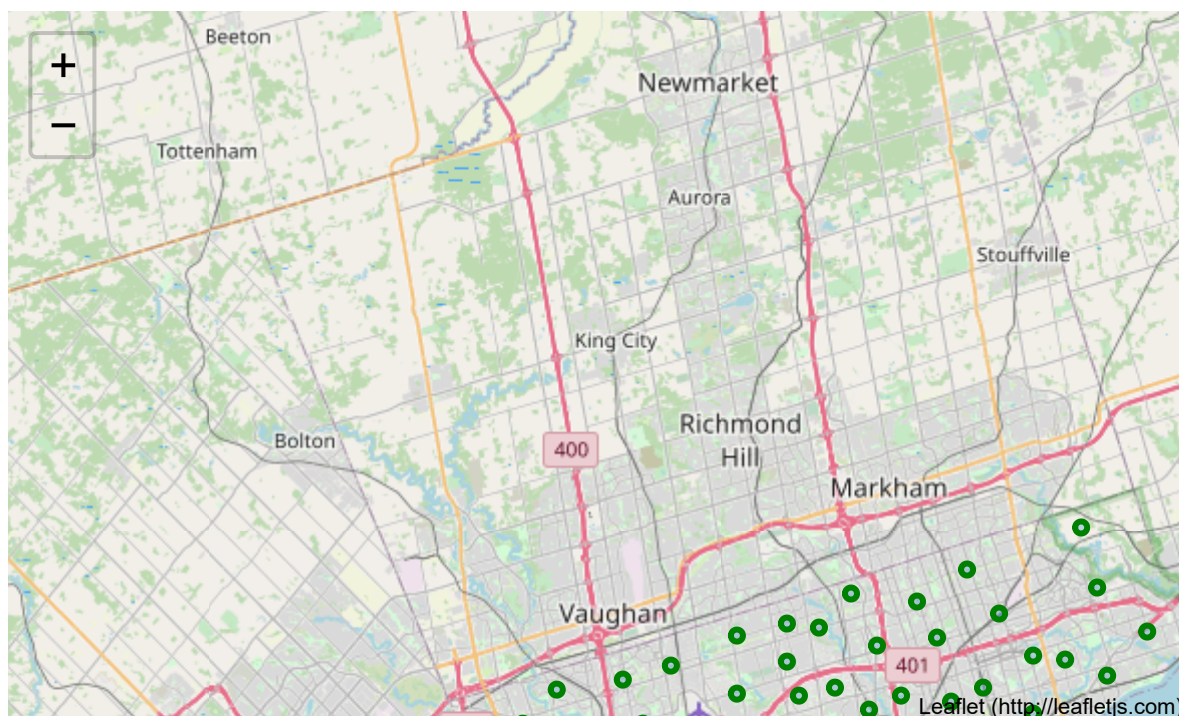 Beeton
+
Newmarket
−
Tottenham
Aurora
Stouffville
King City
Richmond
Hill
Bolton
400
Markham
Vaughan
401
Leaflet (http://leafletjs.com)